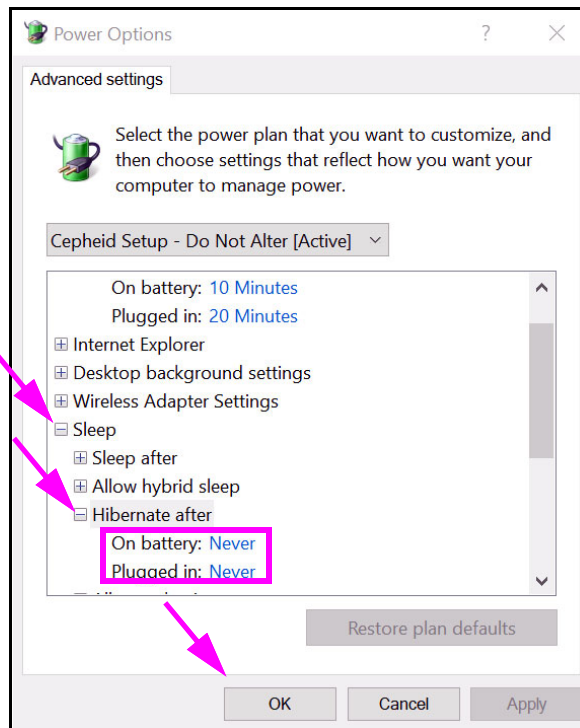 Power Options
?
Advanced settings
Select the power plan that you want to customize, and
then choose settings that reflect how you want your
computer to manage power.
Cepheid Setup - Do Not Alter [Active]
On battery: 10 Minutes
Plugged in: 20 Minutes
Internet Explorer
Desktop background settings
Wireless Adapter Settings
Sleep
Sleep after
Allow hybrid sleep
Hibernate after
On battery: Never
Plugged in: Never
Restore plan defaults
OK Cancel Apply